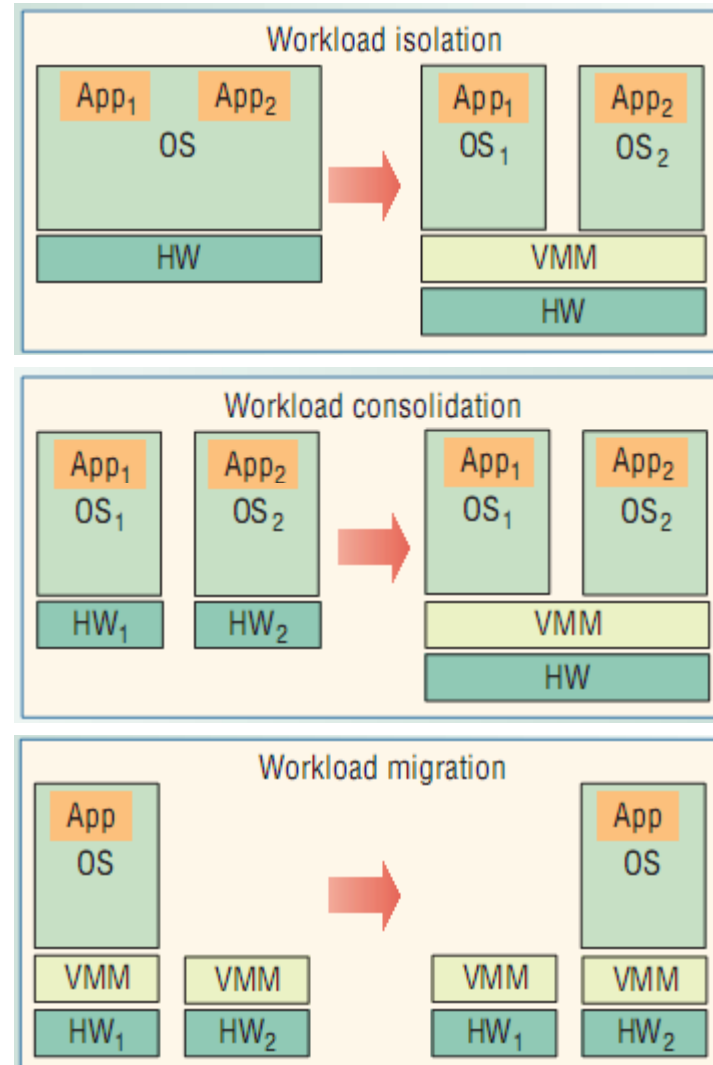 Workload isolation
App₁ App₂ App₁ App₂
OS OS₁ OS₂
HW VMM
HW
Workload consolidation
App₁ App₂ App₁ App₂
OS₁ OS₂ OS₁ OS₂
HW₁ HW₂ VMM
HW
Workload migration
App App
OS OS
VMM VMM VMM VMM
HW₁ HW₂ HW₁ HW₂